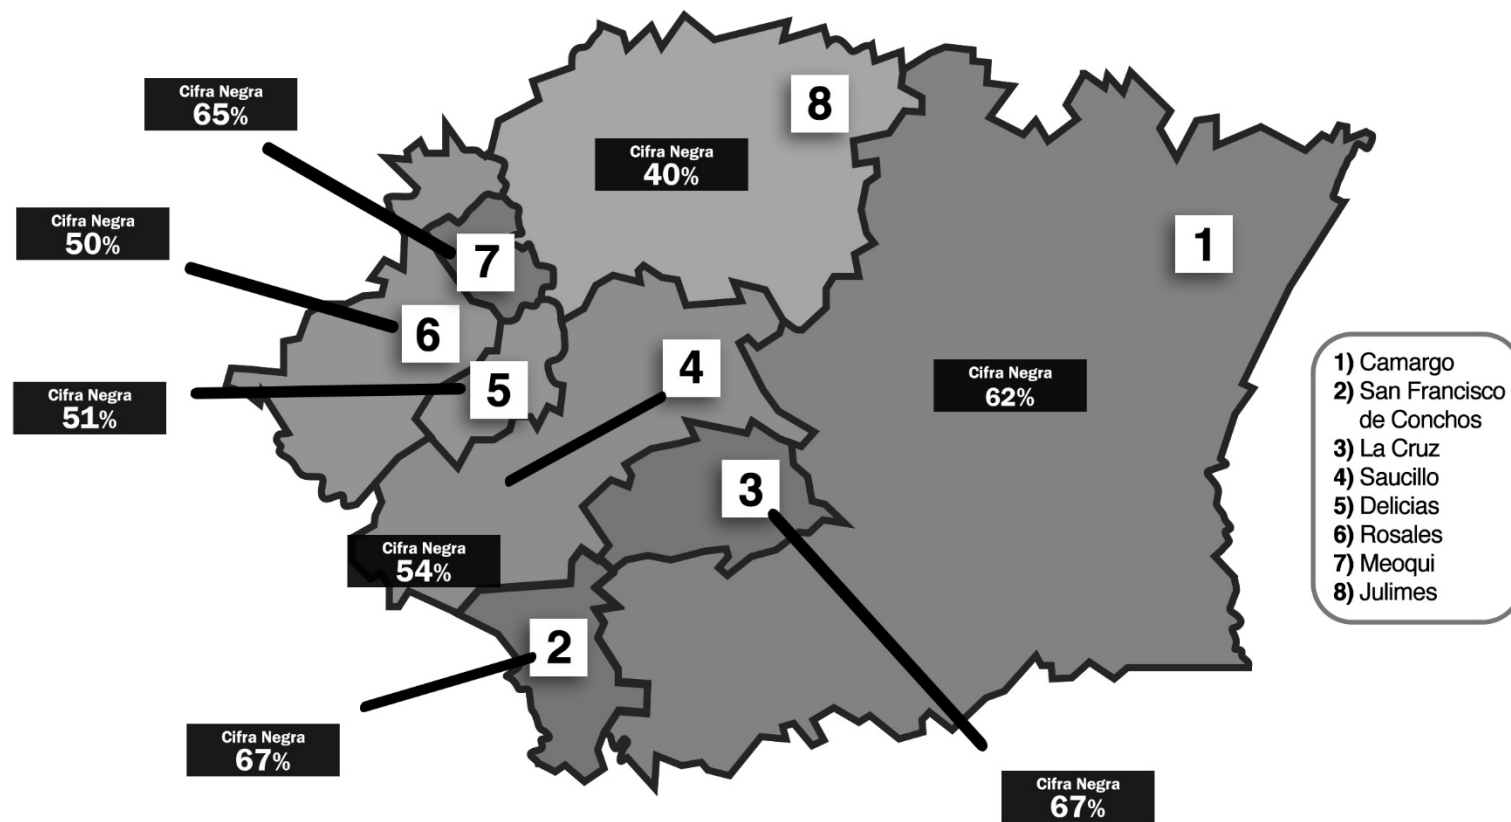 Cifra Negra
65%
8
Cifra Negra
40%
Cifra Negra
50%
7
1
6
4
5
Cifra Negra
51%
Cifra Negra
62%
3
Cifra Negra
54%
2
Cifra Negra
67%
Cifra Negra
67%
1) Camargo
2) San Francisco
de Conchos
3) La Cruz
4) Saucillo
5) Delicias
6) Rosales
7) Meoqui
8) Julimes